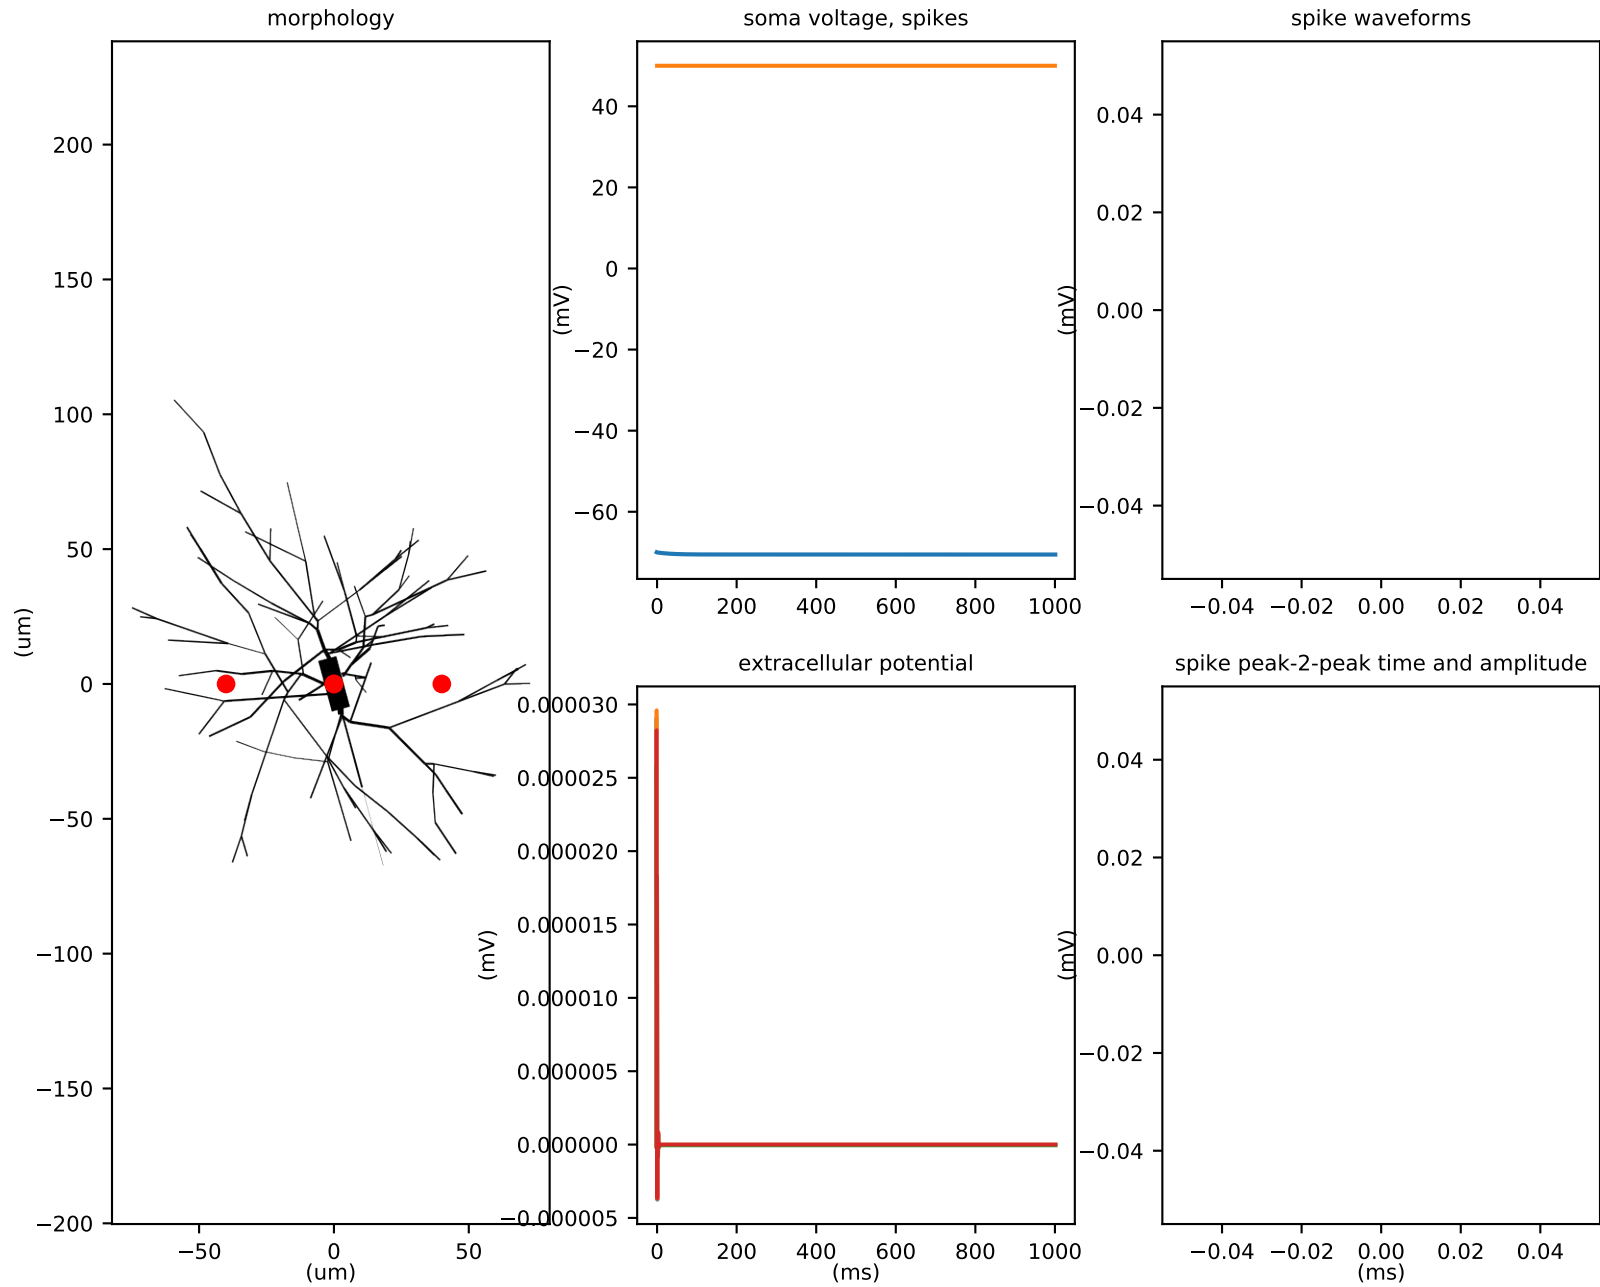 morphology
200
150
100
50
0
−50
−100
−150
−200
(um)
−50 0 50
(um)
soma voltage, spikes
40
20
0
−20
−40
−60
(mV)
0 200 400 600 800 1000
spike waveforms
0.04
0.02
0.00
−0.02
−0.04
(mV)
−0.04 −0.02 0.00 0.02 0.04
extracellular potential
0.000030
0.000025
0.000020
0.000015
0.000010
0.000005
0.000000
−0.000005
(mV)
0 200 400 600 800 1000
(ms)
spike peak-2-peak time and amplitude
0.04
0.02
0.00
−0.02
−0.04
(mV)
−0.04 −0.02 0.00 0.02 0.04
(ms)